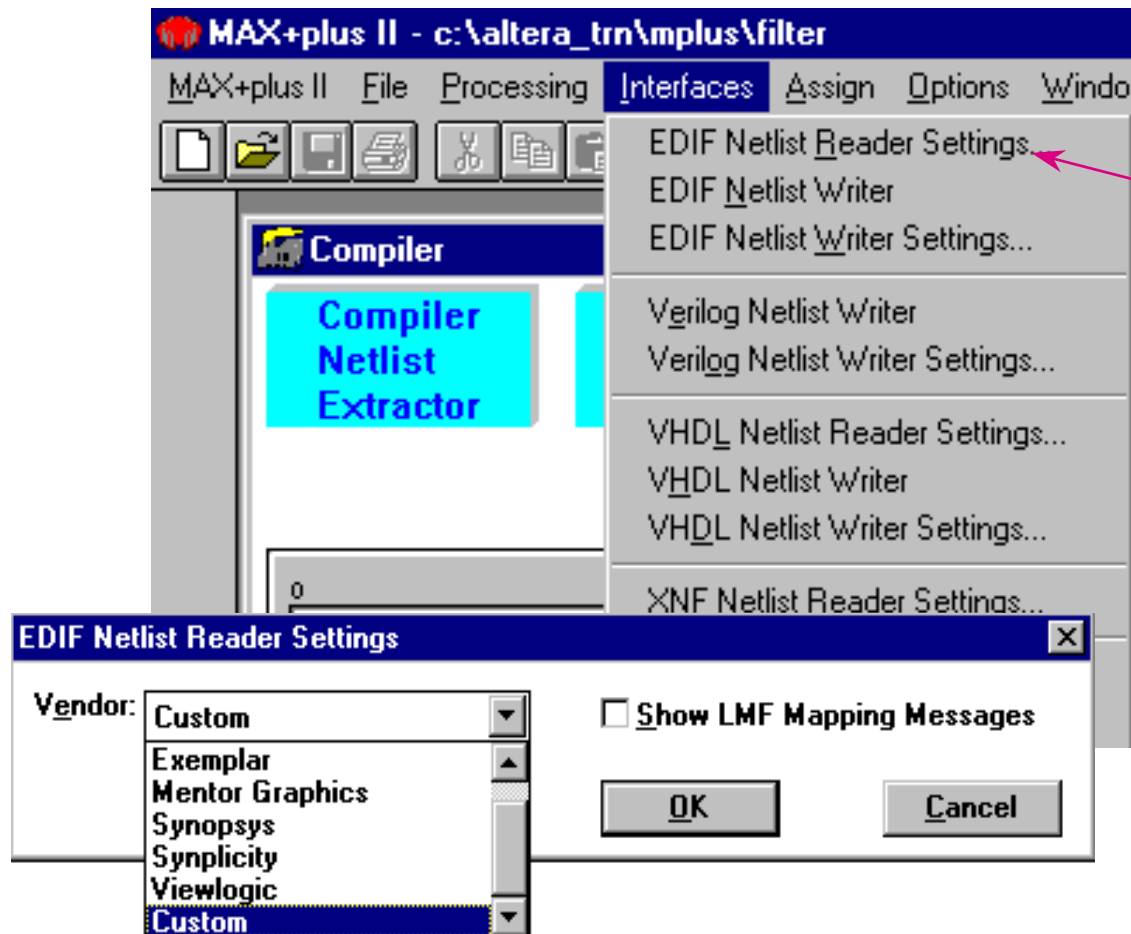 MAX+plus II - c:\altera_trn\mplus\filter
MAX+plus II File Processing Interfaces Assign Options
EDIF Netlist Reader Settings...
EDIF Netlist Writer
EDIF Netlist Writer Settings...
Compiler
Compiler
Netlist
Extractor
Verilog Netlist Writer
Verilog Netlist Writer Settings...
VHDL Netlist Reader Settings...
VHDL Netlist Writer
VHDL Netlist Writer Settings...
0
XNF Netlist Reader Settings...
EDIF Netlist Reader Settings
Vendor: Custom
Show LMF Mapping Messages
Exemplar
Mentor Graphics
Synopsys
Synplicity
Viewlogic
Custom
OK Cancel